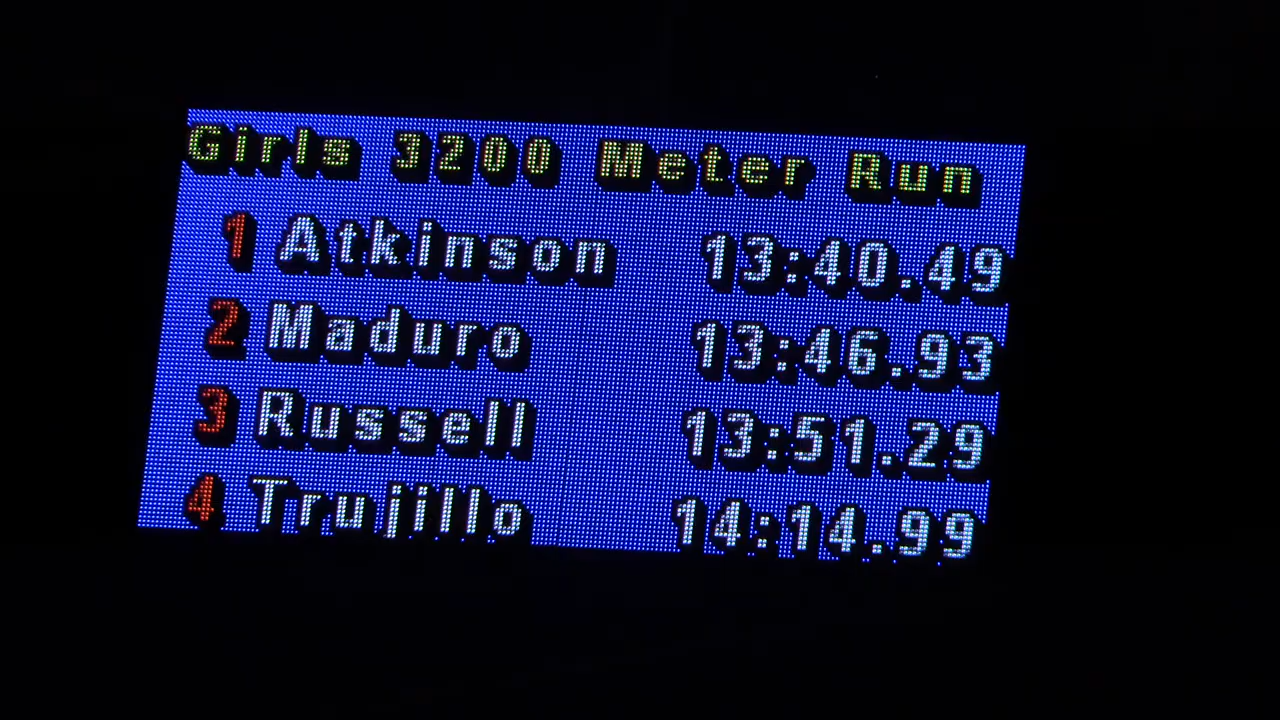 Girls 3200 Meter Run
1 Atkinson 13:40.49
2 Maduro 13:46.93
3 Russell 13:51.29
4 Trujillo 14:14.99